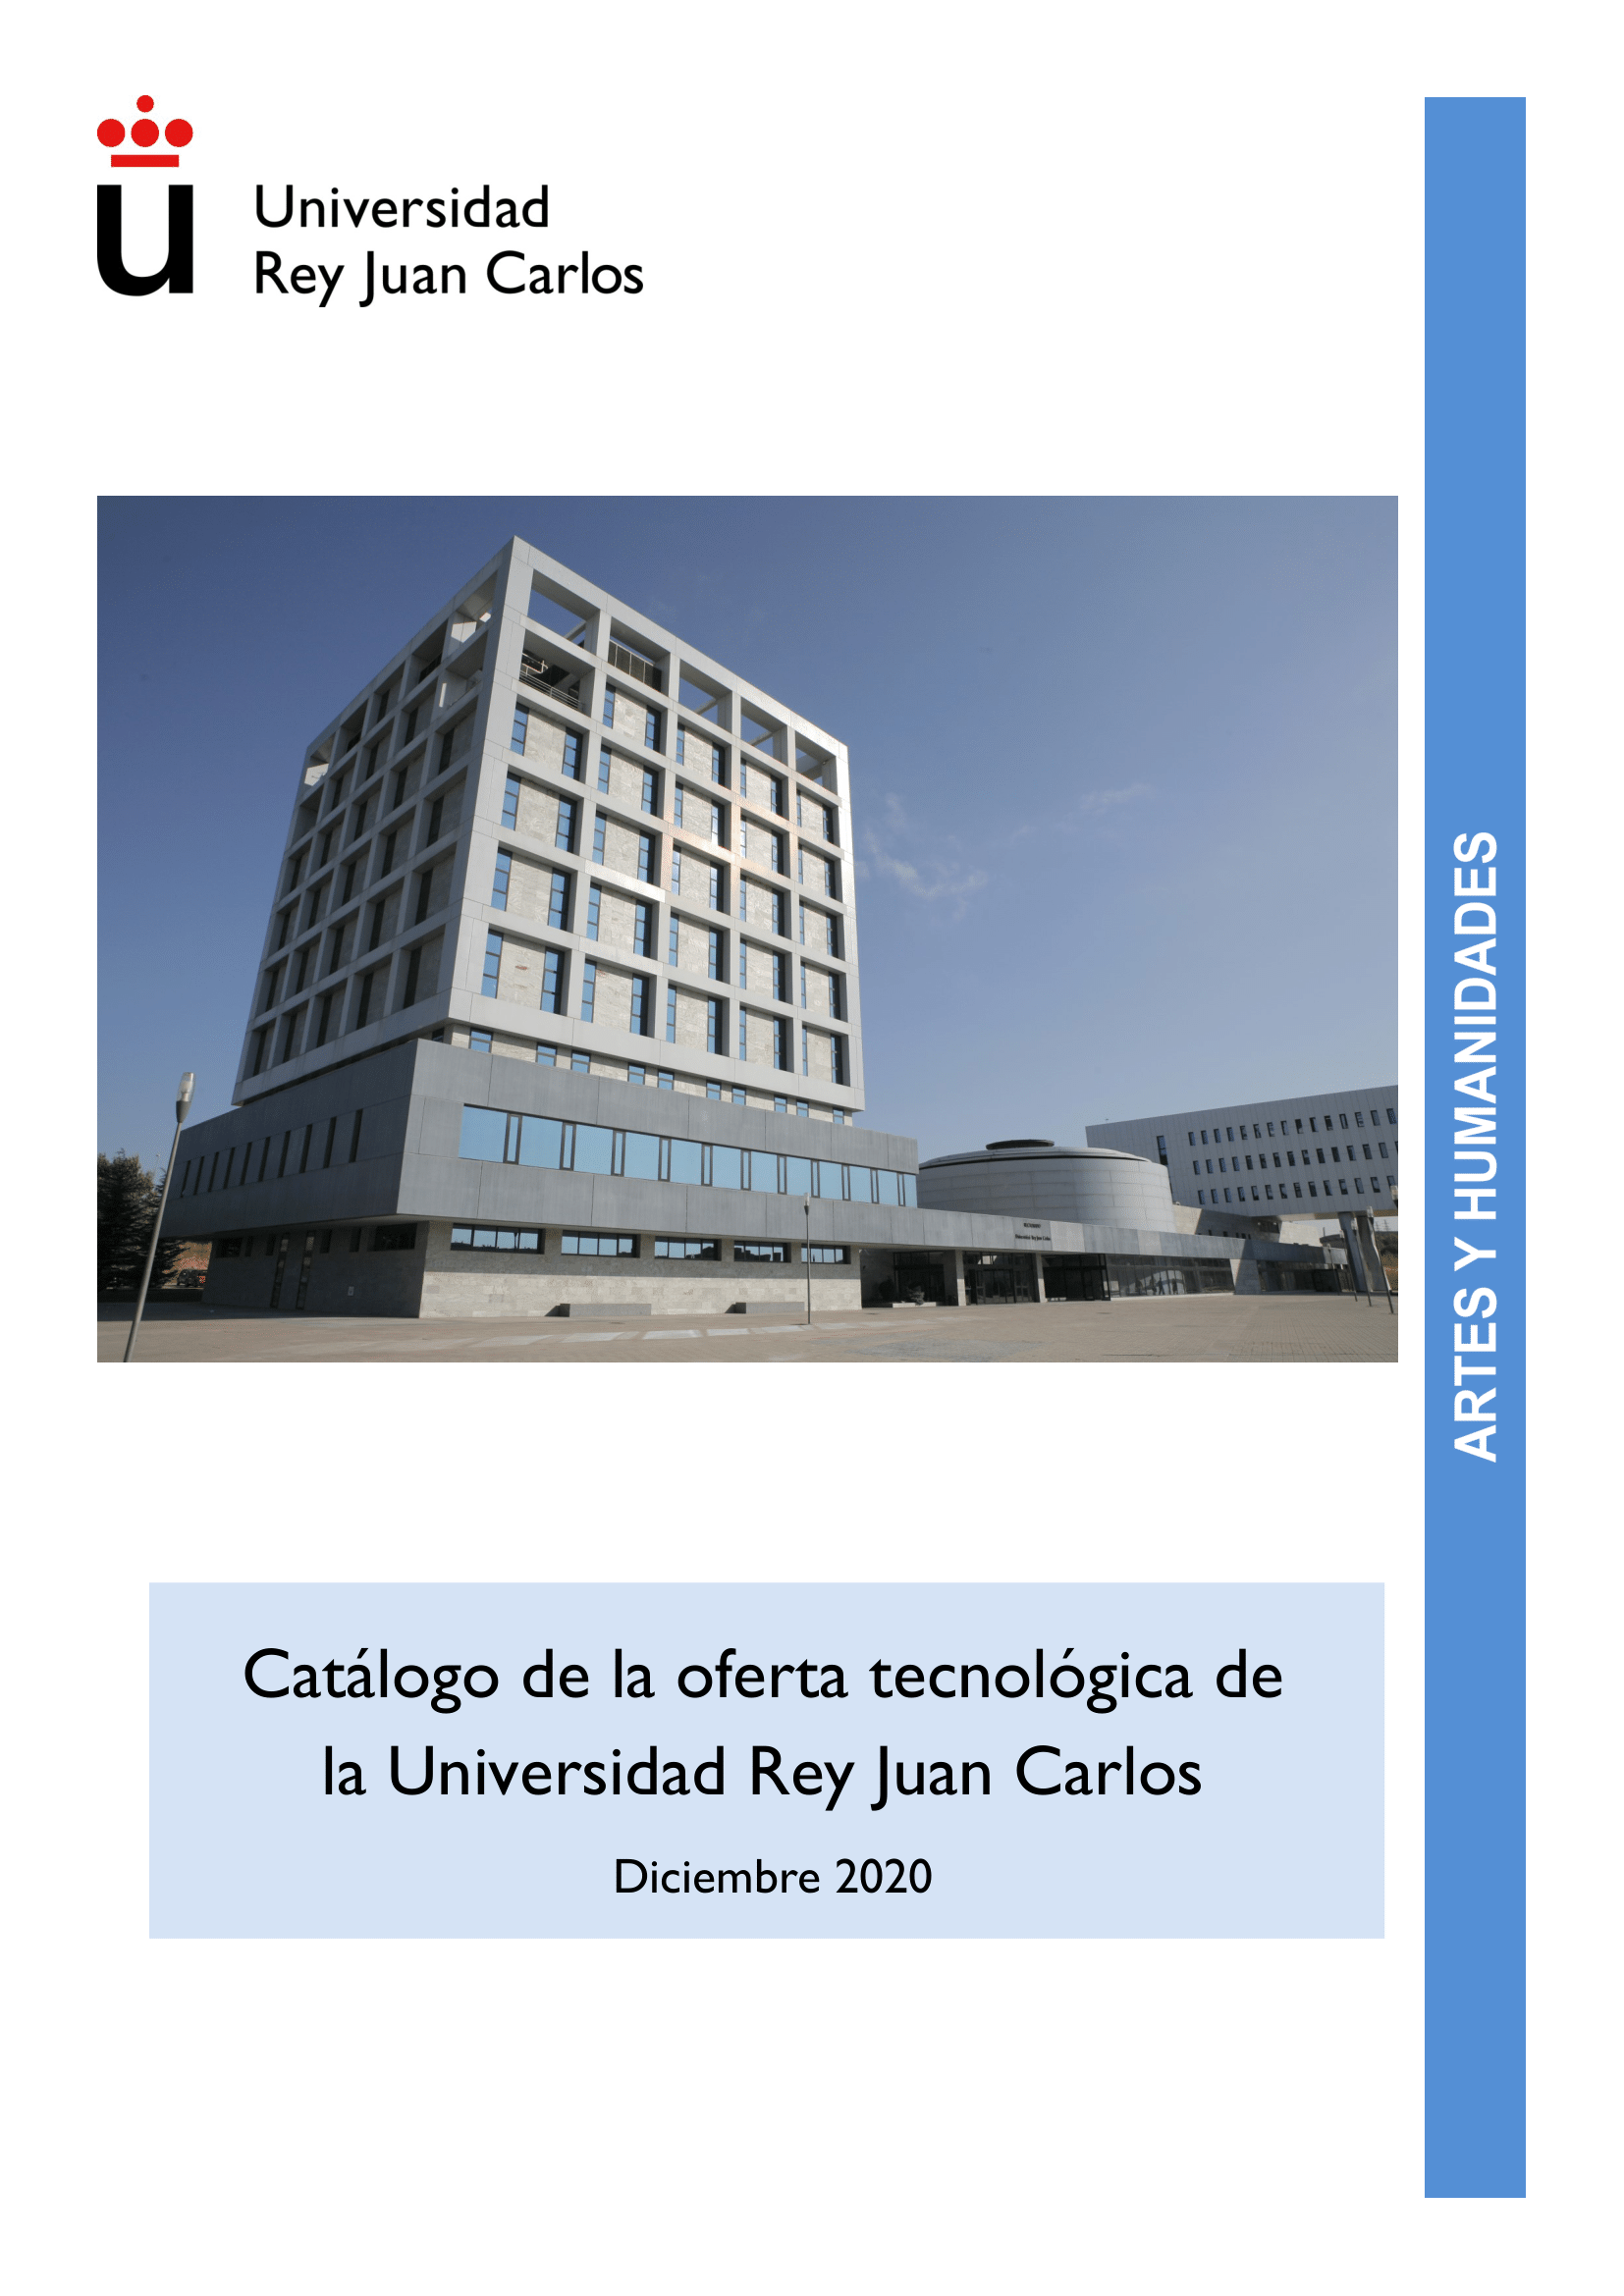 u
Universidad
Rey Juan Carlos
ARTES Y HUMANIDADES
Catálogo de la oferta tecnológica de
la Universidad Rey Juan Carlos
Diciembre 2020